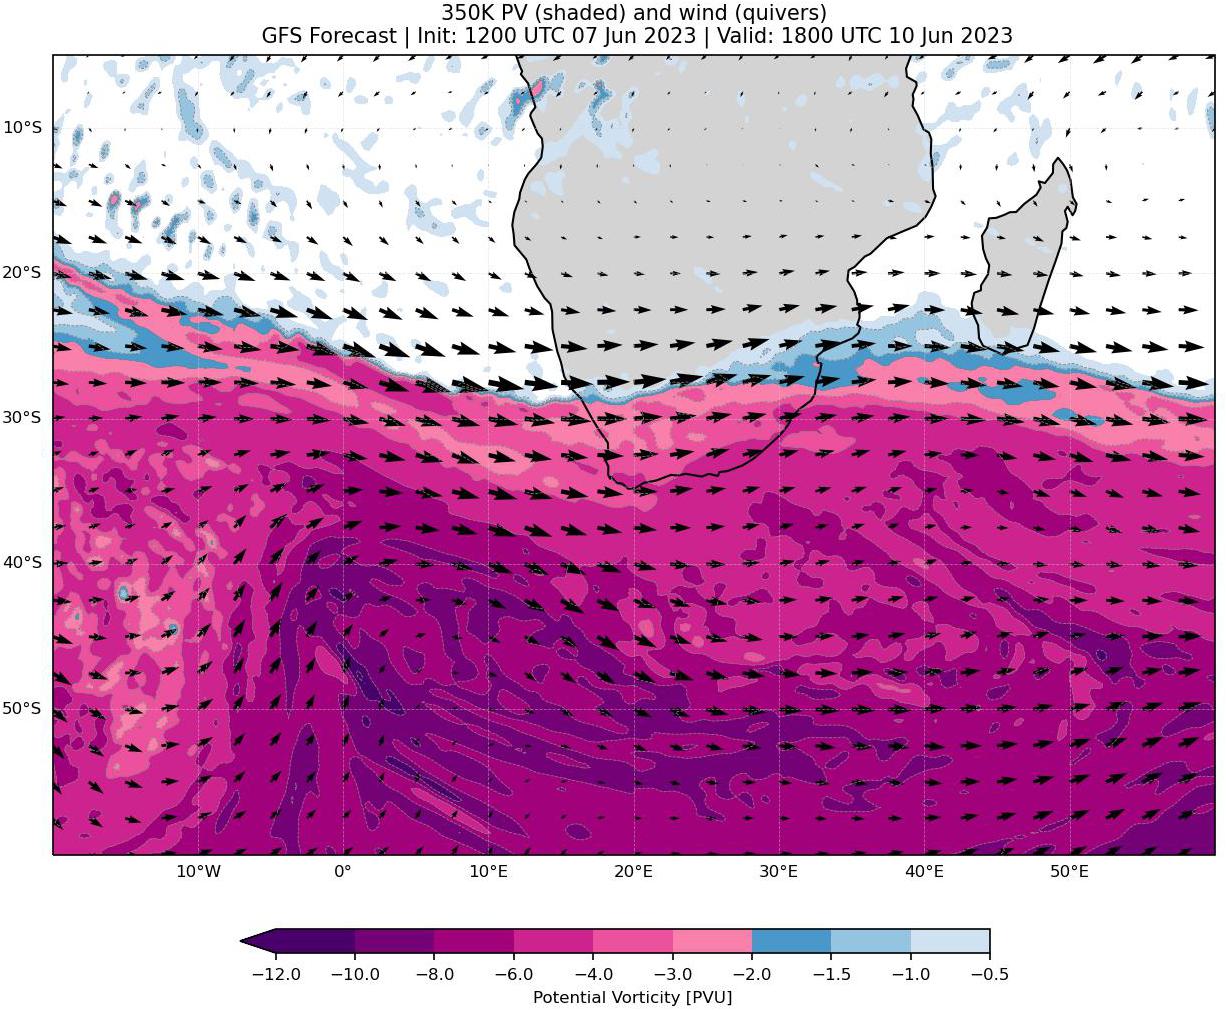 350K PV (shaded) and wind (quivers)
GFS Forecast | Init: 1200 UTC 07 Jun 2023 | Valid: 1800 UTC 10 Jun 2023
10°S
20°S
30°S
40°S
50°S
10°W 0° 10°E 20°E 30°E 40°E 50°E
−12.0 −10.0 −8.0 −6.0 −4.0 −3.0 −2.0 −1.5 −1.0 −0.5
Potential Vorticity [PVU]